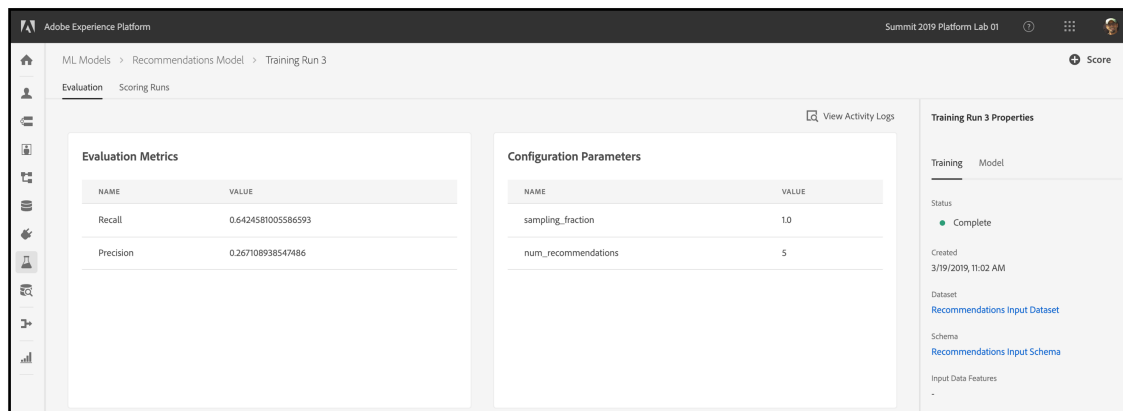 Adobe Experience Platform
Summit 2019 Platform Lab 01
ML Models > Recommendations Model > Training Run 3
Score
Evaluation Scoring Runs
View Activity Logs
Evaluation Metrics
NAME VALUE
Recall 0.6424581005586593
Precision 0.267108938547486
Configuration Parameters
NAME VALUE
sampling_fraction 1.0
num_recommendations 5
Training Run 3 Properties
Training Model
Status
Complete
Created
3/19/2019, 11:02 AM
Dataset
Recommendations Input Dataset
Schema
Recommendations Input Schema
Input Data Features
-